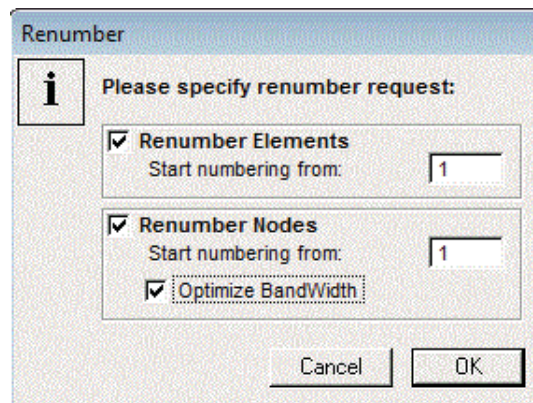 Renumber
i
Please specify renumber request:
Renumber Elements
Start numbering from: 1
Renumber Nodes
Start numbering from: 1
Optimize BandWidth
Cancel OK